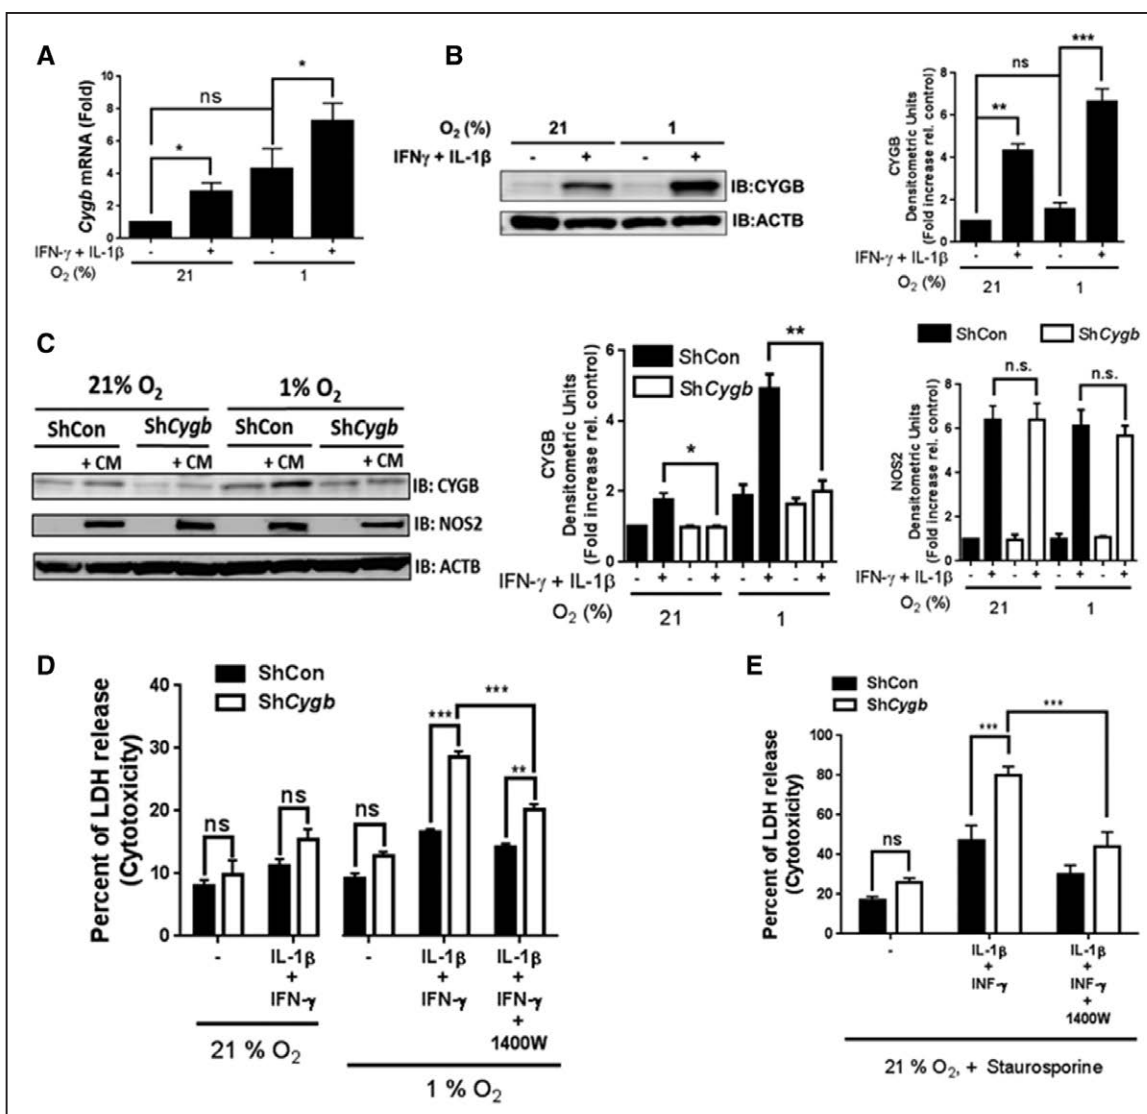 A
Cygb mRNA (Fold)
10
8
6
4
2
0
ns
*
*
IFN-γ + IL-1β
- + - +
O2 (%)
21 1
B
O2 (%) 21 1
IFNγ + IL-1β - + - +
IB:CYGB
IB:ACTB
CYGB
Densitometric Units
(Fold increase rel. control)
8
6
4
2
0
***
ns
**
IFN-γ + IL-1β - + - +
O2 (%) 21 1
C
21% O2 1% O2
ShCon ShCygb ShCon ShCygb
+ CM + CM + CM + CM
IB: CYGB
IB: NOS2
IB: ACTB
CYGB
Densitometric Units
(Fold increase rel. control)
6
4
2
0
ShCon
ShCygb
*
**
IFN-γ + IL-1β - + - + - + - +
O2 (%) 21 1
ShCon ShCygb
NOS2
Densitometric Units
(Fold increase rel. control)
8
6
4
2
0
n.s. n.s.
IFN-γ + IL-1β - + - + - + - +
O2 (%) 21 1
D
ShCon
ShCygb
Percent of LDH release
(Cytotoxicity)
40
30
20
10
0
ns
ns
ns
***
***
**
- IL-1β - IL-1β IL-1β
+ + +
IFN-γ IFN-γ IFN-γ
+
1400W
21 % O2
1 % O2
E
ShCon
ShCygb
Percent of LDH release
(Cytotoxicity)
100
80
60
40
20
0
ns
***
***
- IL-1β IL-1β
+ +
INF-γ INF-γ
+
1400W
21 % O2, + Staurosporine